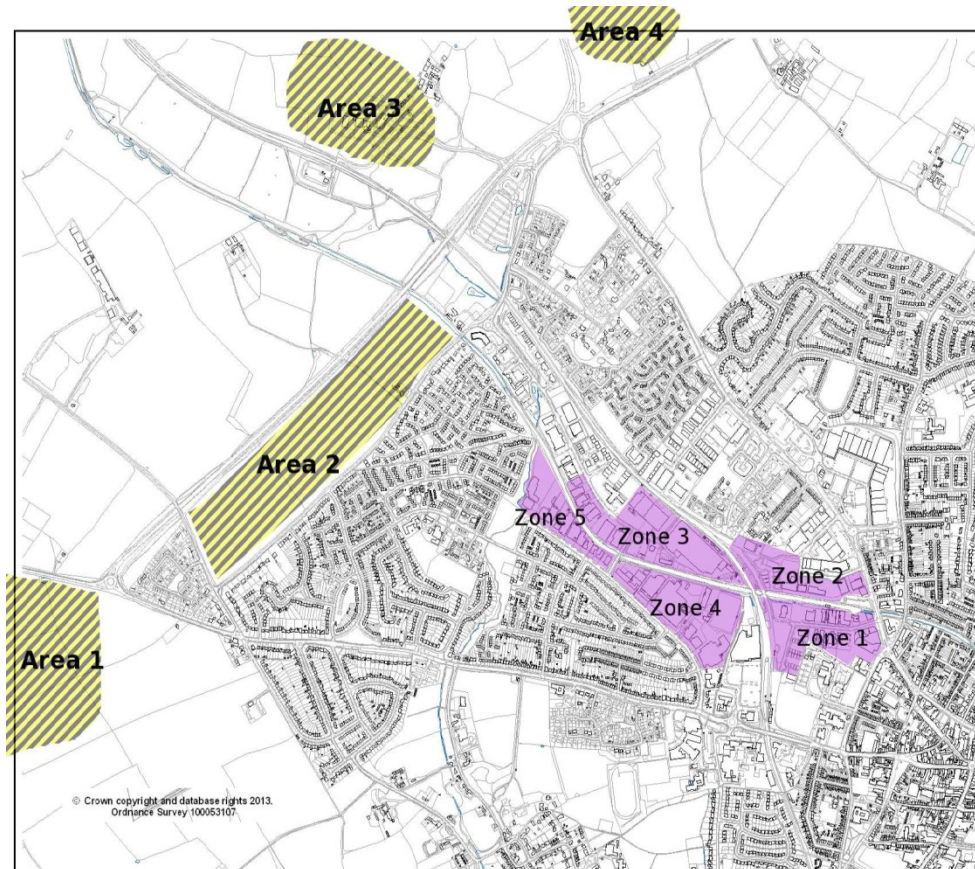 Area 4
Area 3
Area 2
Zone 5
Zone 3
Zone 2
Zone 4
Zone 1
Area 1
© Crown copyright and database rights 2013.
Ordnance Survey 100053107